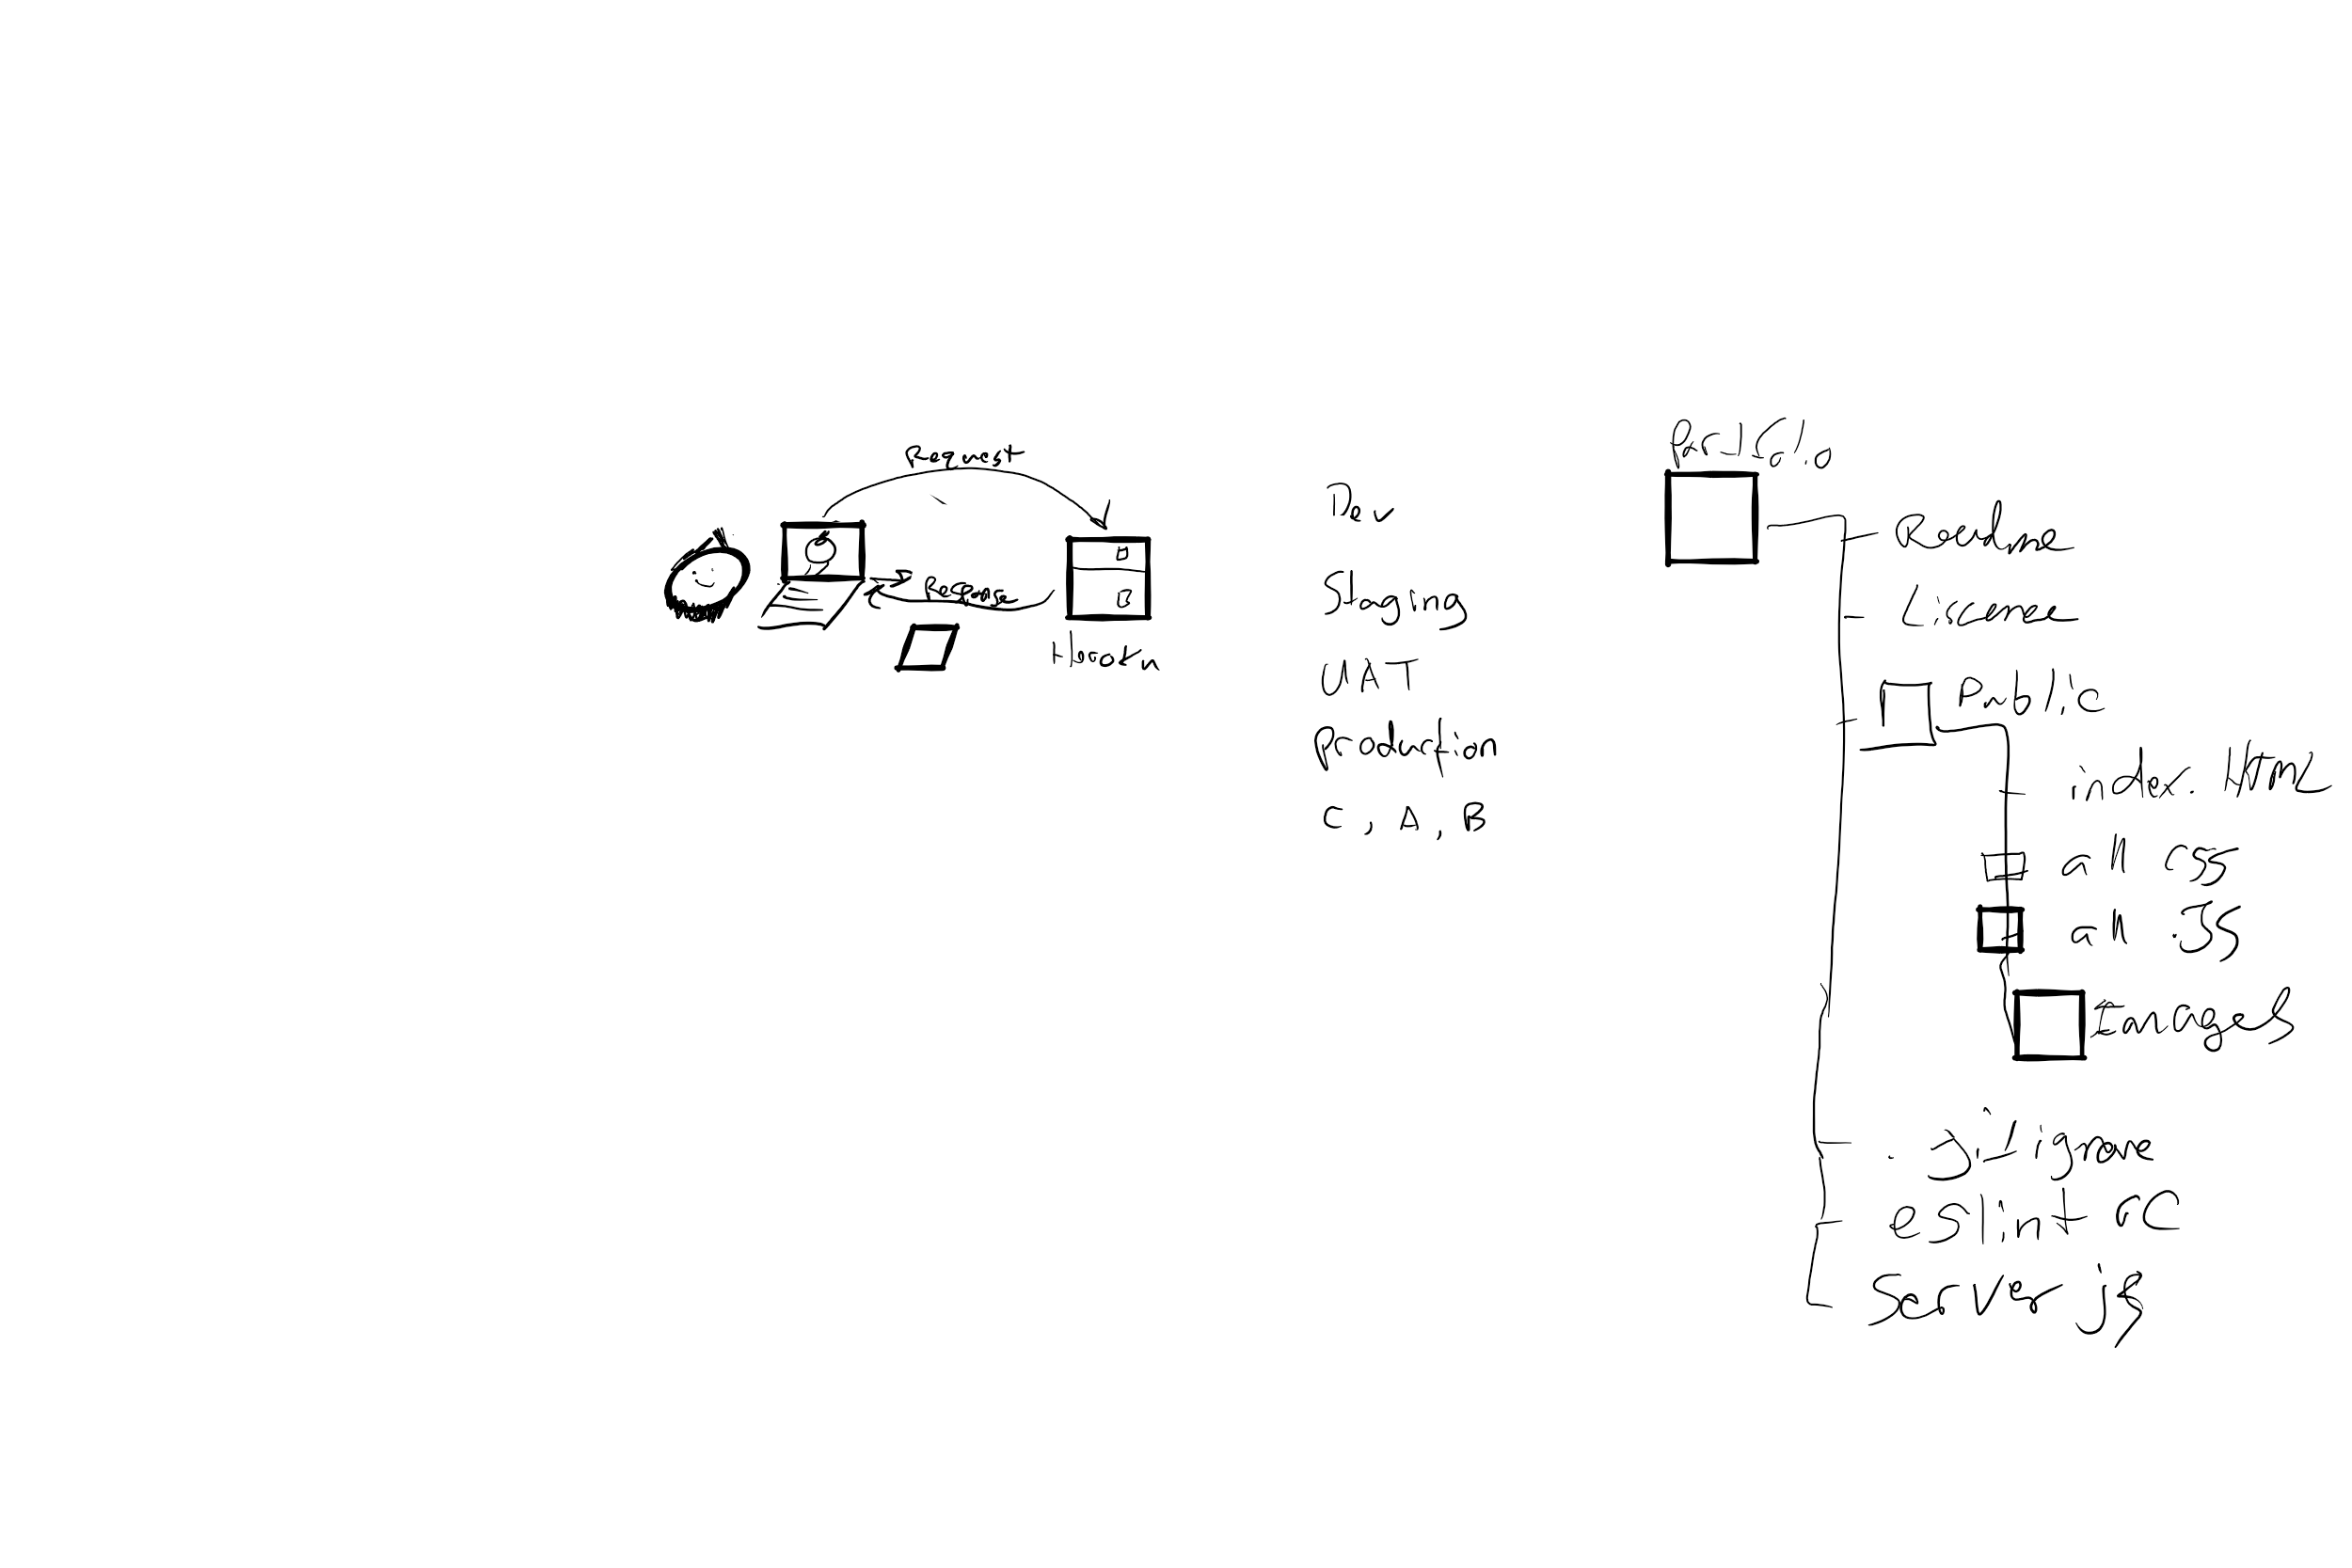 Request
Response
Heroku
Dev
Staging
UAT
Production
C, A, B
Portfolio
Readme
License
Public
index. HTML
all css
all .JS
Images
.gitignore
eslint rc
Server js